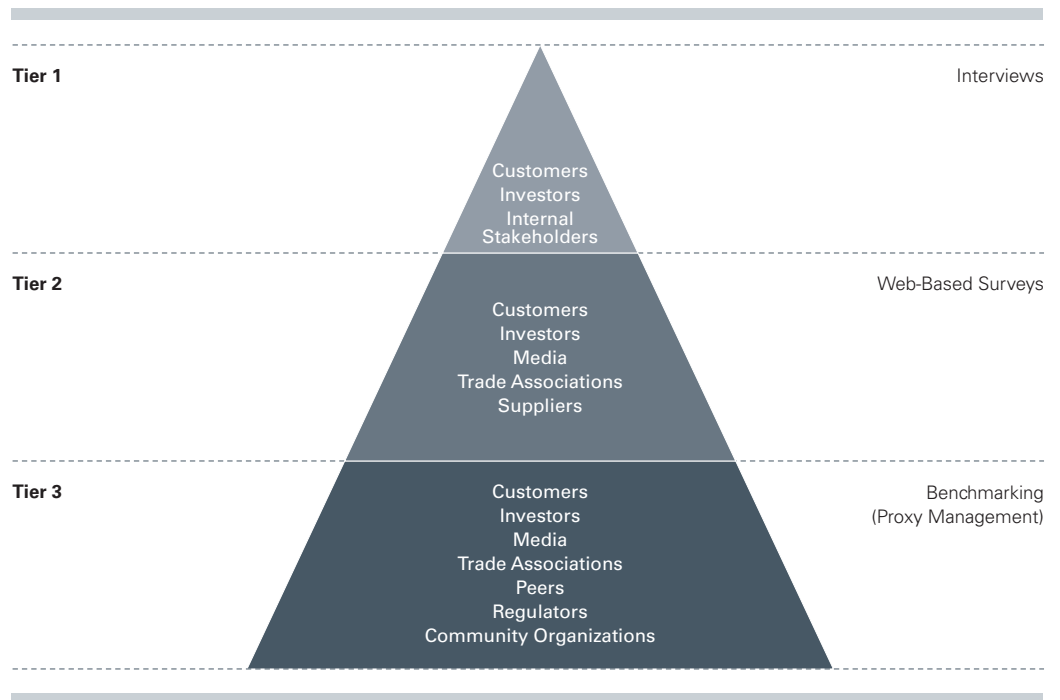 Tier 1
Interviews
Customers
Investors
Internal
Stakeholders
Tier 2
Web-Based Surveys
Customers
Investors
Media
Trade Associations
Suppliers
Tier 3
Benchmarking
(Proxy Management)
Customers
Investors
Media
Trade Associations
Peers
Regulators
Community Organizations